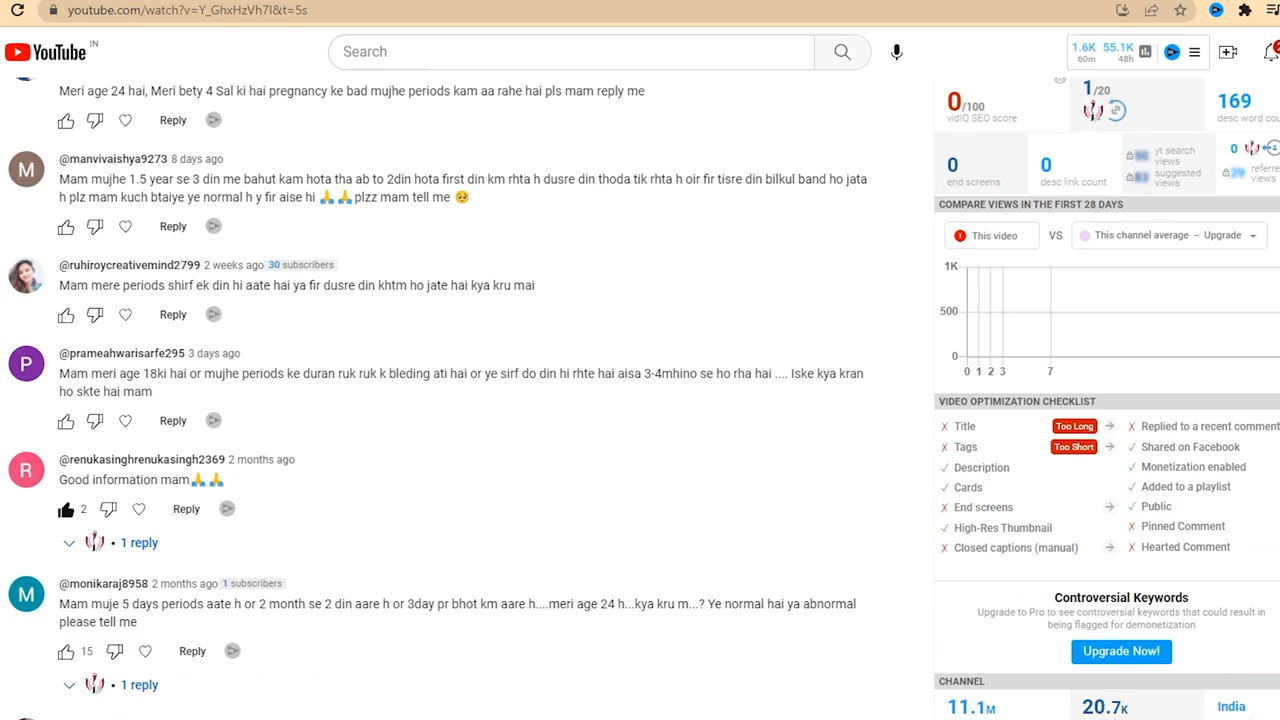 youtube.com/watch?v=Y_GhxHzVh7I&t=5s
YouTube IN
Search
1.6K 55.1K
60m 48h
2
Meri age 24 hai, Meri bety 4 Sal ki hai pregnancy ke bad mujhe periods kam aa rahe hai pls mam reply me
Reply
M
@manvivaishya9273 8 days ago
Mam mujhe 1.5 year se 3 din me bahut kam hota tha ab to 2din hota first din km rhta h dusre din thoda tik rhta h oir fir tisre din bilkul band ho jata
h plz mam kuch btaiye ye normal h y fir aise hi 🙏🙏plzz mam tell me 🥺
Reply
@ruhiroycreativemind2799 2 weeks ago 30 subscribers
Mam mere periods shirf ek din hi aate hai ya fir dusre din khtm ho jate hai kya kru mai
Reply
P
@prameahwarisarfe295 3 days ago
Mam meri age 18ki hai or mujhe periods ke duran ruk ruk k bleding ati hai or ye sirf do din hi rhte hai aisa 3-4mhino se ho rha hai .... Iske kya kran
ho skte hai mam
Reply
R
@renukasinghrenukasingh2369 2 months ago
Good information mam🙏🙏
2 Reply
• 1 reply
M
@monikaraj8958 2 months ago 1 subscribers
Mam muje 5 days periods aate h or 2 month se 2 din aare h or 3day pr bhot km aare h....meri age 24 h...kya kru m...? Ye normal hai ya abnormal
please tell me
15 Reply
• 1 reply
0/100
vidIQ SEO score
1/20
169
desc word cou
0
end screens
0
desc link count
yt search
views
suggested
views
0
referre
views
COMPARE VIEWS IN THE FIRST 28 DAYS
This video VS This channel average – Upgrade
1K
500
0
0 1 2 3 7
VIDEO OPTIMIZATION CHECKLIST
Title Too Long
Tags Too Short
Description
Cards
End screens
High-Res Thumbnail
Closed captions (manual)
Replied to a recent comment
Shared on Facebook
Monetization enabled
Added to a playlist
Public
Pinned Comment
Hearted Comment
Controversial Keywords
Upgrade to Pro to see controversial keywords that could result in
being flagged for demonetization
Upgrade Now!
CHANNEL
11.1M 20.7K India